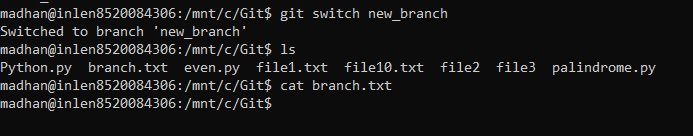 madhan@inlen8520084306:/mnt/c/Git$ git switch new_branch
Switched to branch 'new_branch'
madhan@inlen8520084306:/mnt/c/Git$ ls
Python.py  branch.txt  even.py  file1.txt  file10.txt  file2  file3  palindrome.py
madhan@inlen8520084306:/mnt/c/Git$ cat branch.txt
madhan@inlen8520084306:/mnt/c/Git$